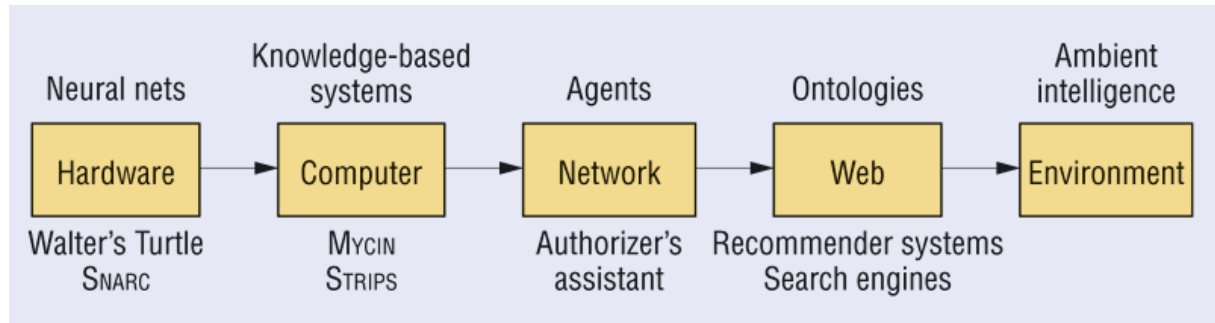 Neural nets
Knowledge-based
systems
Agents
Ontologies
Ambient
intelligence
Hardware
Computer
Network
Web
Environment
Walter's Turtle
SNARC
MYCIN
STRIPS
Authorizer's
assistant
Recommender systems
Search engines